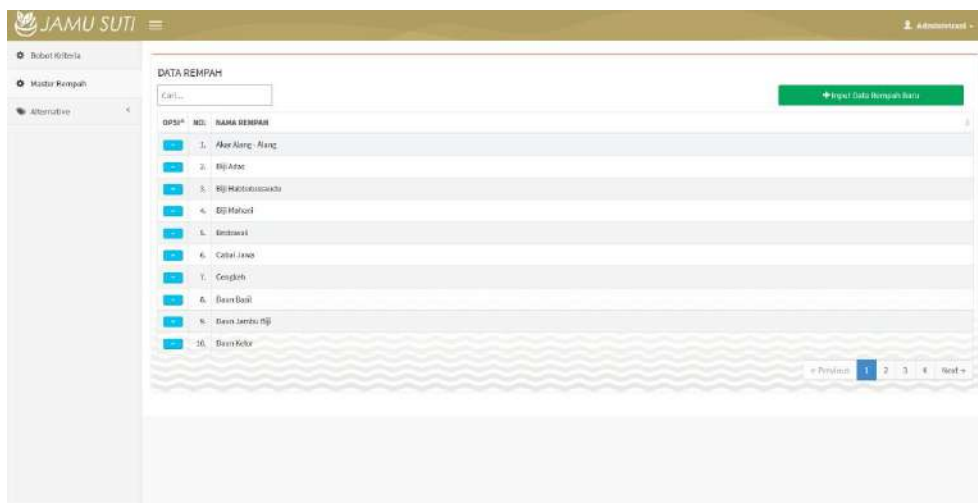 JAMU SUTI
Administrasi
Bobot Kriteria
Master Rempah
Alternative
DATA REMPAH
Cari...
+Input Data Rempah Baru
OPSI NO. NAMA REMPAH
1. Akar Alang - Alang
2. Biji Adas
3. Biji
4. Biji Mahoni
5. Brotowali
6. Cabai Jawa
7. Cengkeh
8. Daun Basil
9. Daun Jambu Biji
10. Daun Kelor
« Previous 1 2 3 4 Next »